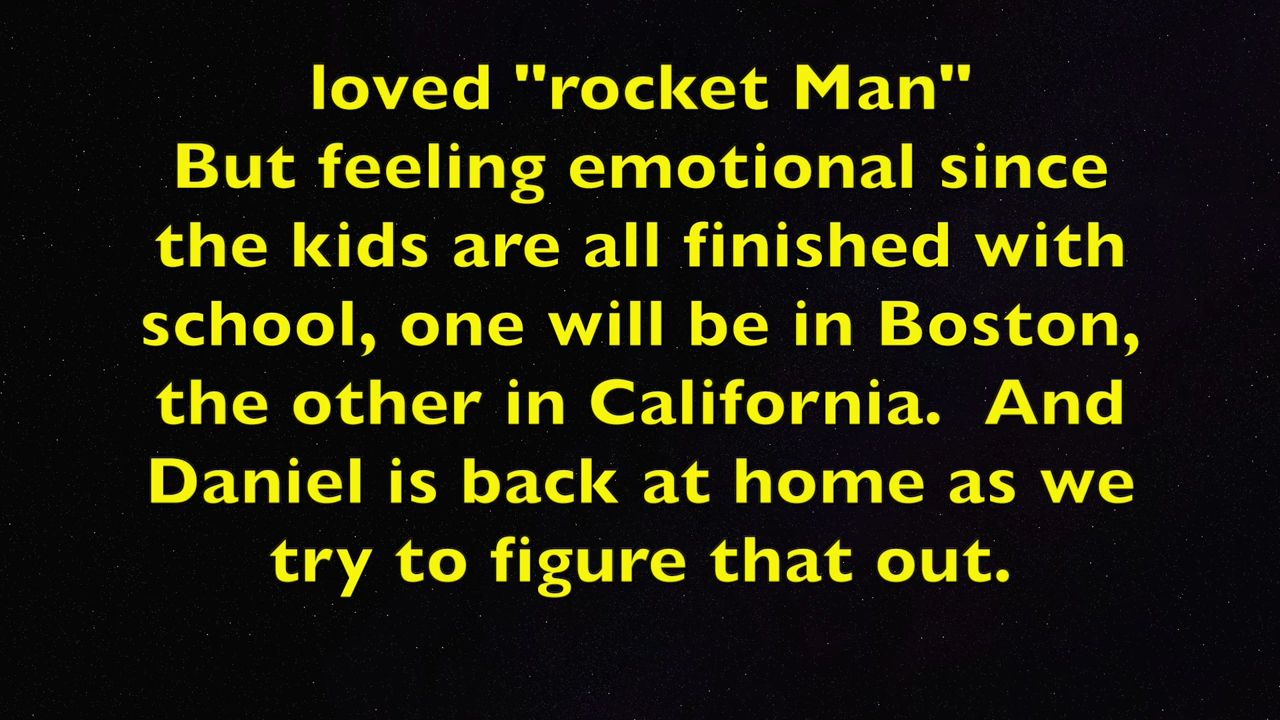 loved "rocket Man"
But feeling emotional since
the kids are all finished with
school, one will be in Boston,
the other in California.  And
Daniel is back at home as we
try to figure that out.